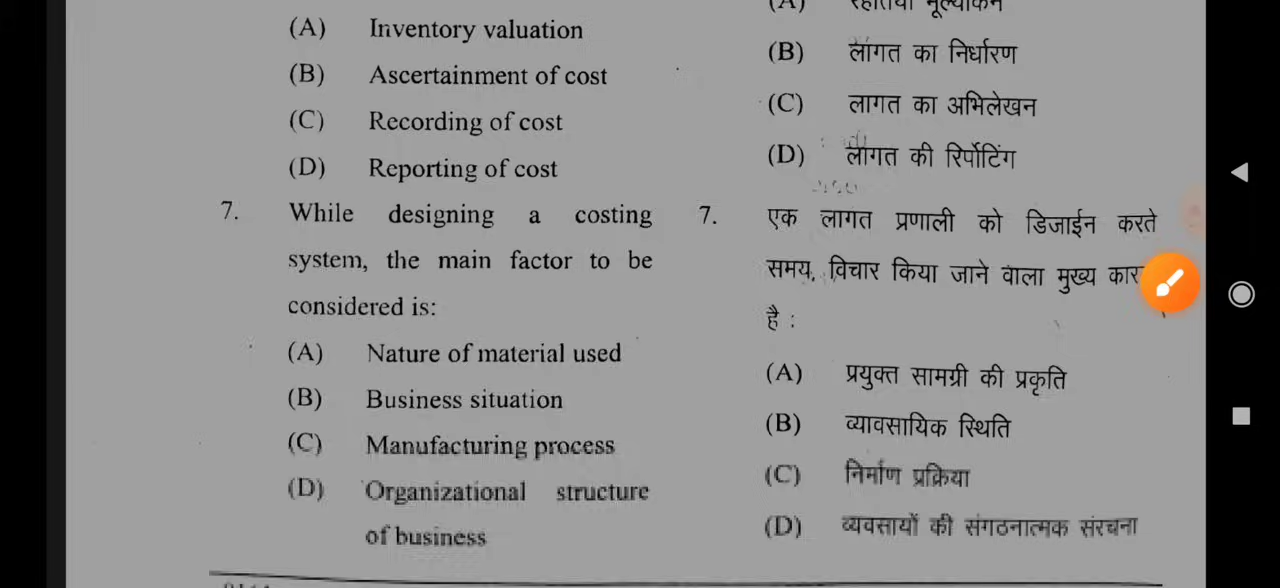 (A) Inventory valuation
(B) Ascertainment of cost
(C) Recording of cost
(D) Reporting of cost
7. While designing a costing
system, the main factor to be
considered is:
(A) Nature of material used
(B) Business situation
(C) Manufacturing process
(D) Organizational structure
of business
(A) रहतिया मूल्यांकन
(B) लागत का निर्धारण
(C) लागत का अभिलेखन
(D) लागत की रिर्पोटिंग
7. एक लागत प्रणाली को डिजाईन करते
समय, विचार किया जाने वाला मुख्य
है :
(A) प्रयुक्त सामग्री की प्रकृति
(B) व्यावसायिक स्थिति
(C) निर्माण प्रक्रिया
(D) व्यवसायों की संगठनात्मक संरचना